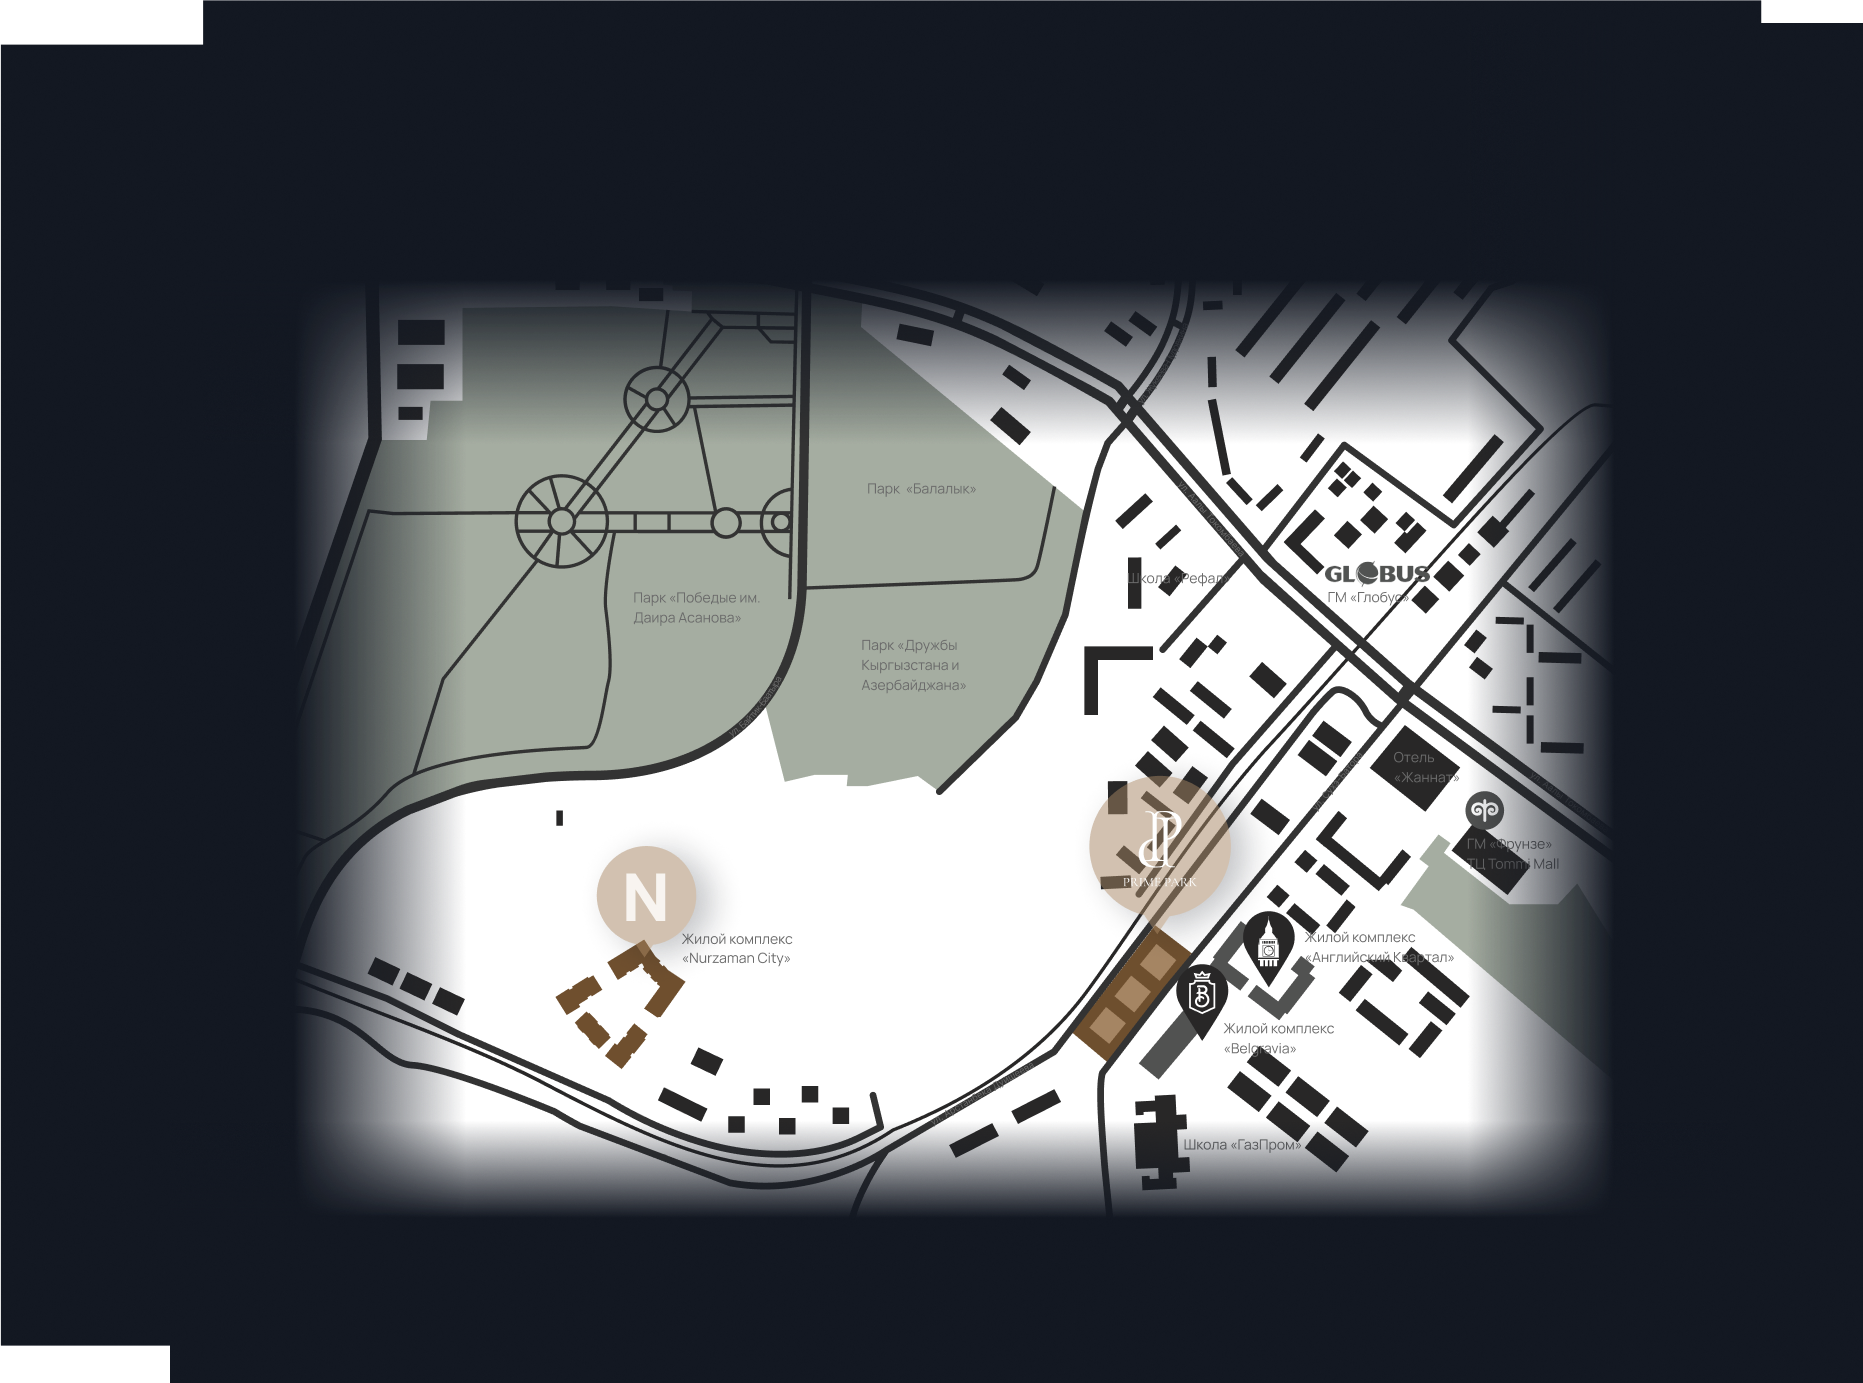 Парк «Балалык»
Школа «Рефал»
GLOBUS
ГМ «Глобус»
Парк «Победые им.
Даира Асанова»
Парк «Дружбы
Кыргызстана и
Азербайджана»
Отель
«Жаннат»
ГМ «Фрунзе»
ТЦ Tommi Mall
PRIME PARK
N
Жилой комплекс
«Nurzaman City»
Жилой комплекс
«Английский Квартал»
B
Жилой комплекс
«Belgravia»
Школа «ГазПром»